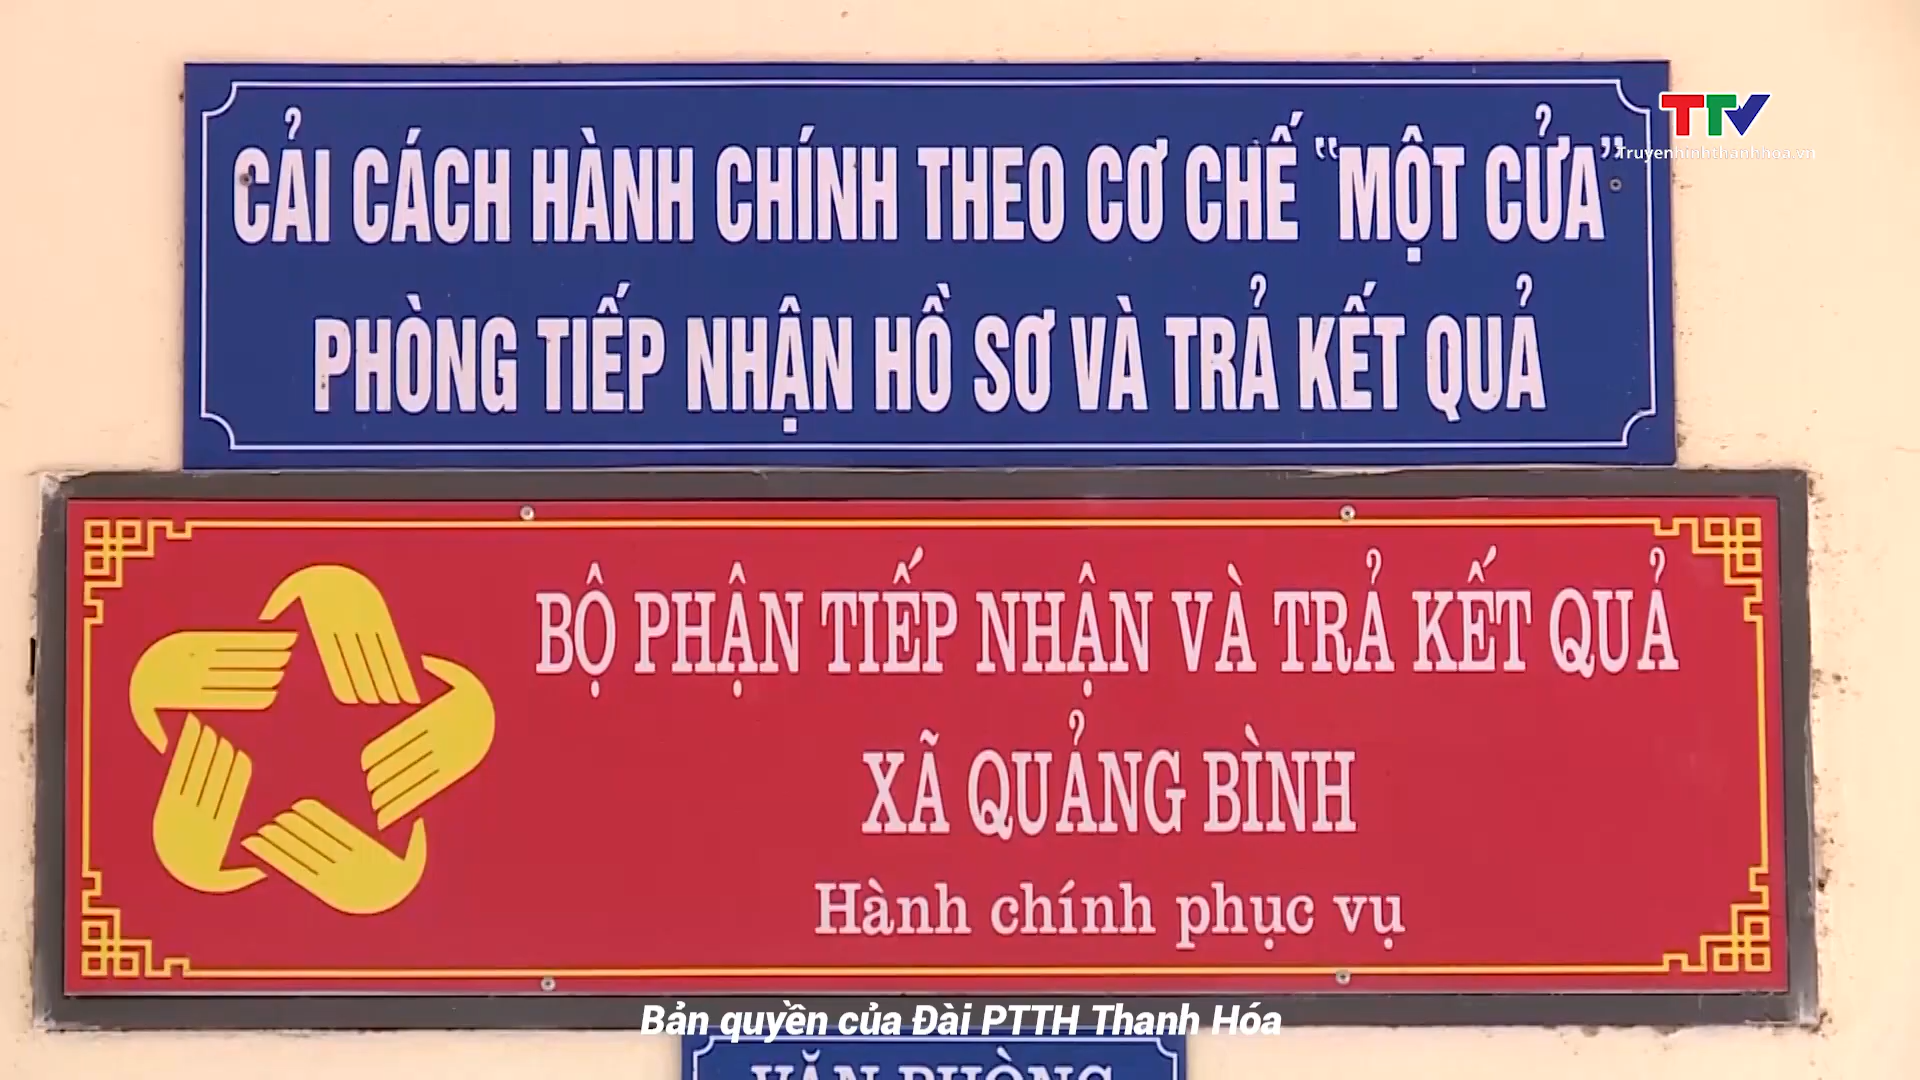 TTV
Truyenhinhthanhhoa.vn
CẢI CÁCH HÀNH CHÍNH THEO CƠ CHẾ "MỘT CỬA"
PHÒNG TIẾP NHẬN HỒ SƠ VÀ TRẢ KẾT QUẢ
BỘ PHẬN TIẾP NHẬN VÀ TRẢ KẾT QUẢ
XÃ QUẢNG BÌNH
Hành chính phục vụ
Bản quyền của Đài PTTH Thanh Hóa
VĂN PHÒNG